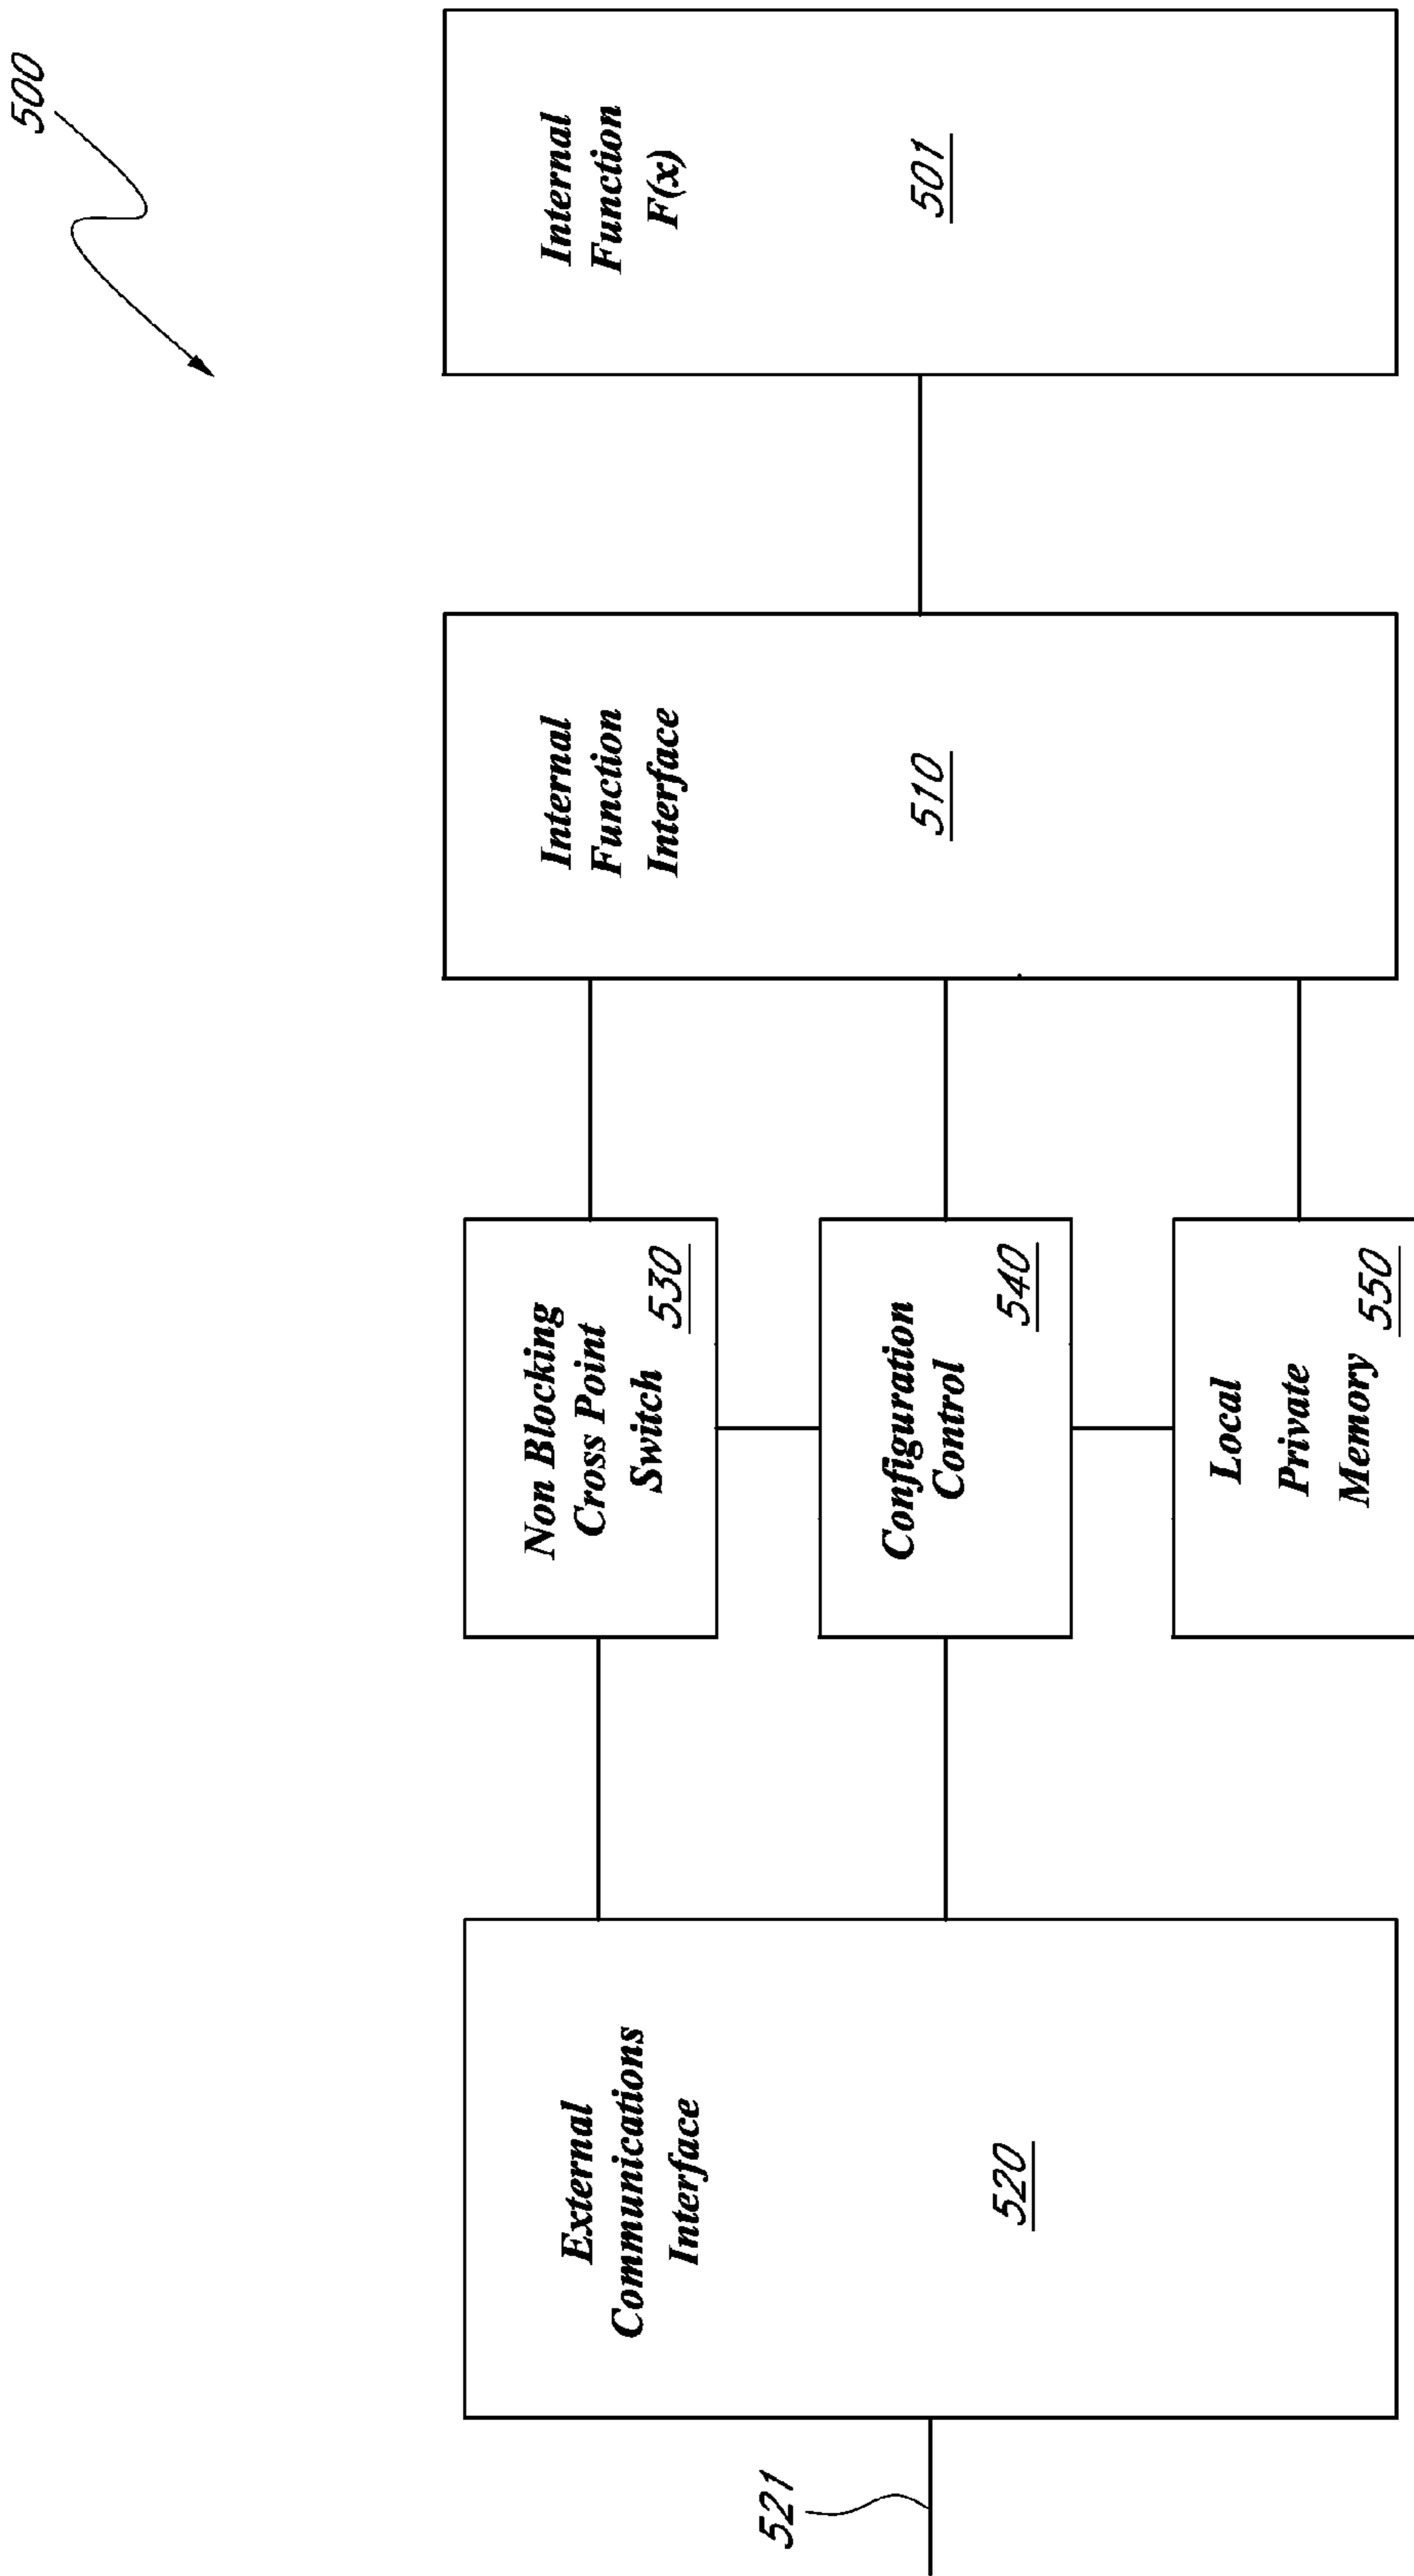 500
External
Communications
Interface
520
521
Non Blocking
Cross Point
Switch
530
Configuration
Control
540
Local
Private
Memory
550
Internal
Function
Interface
510
Internal
Function
F(x)
501